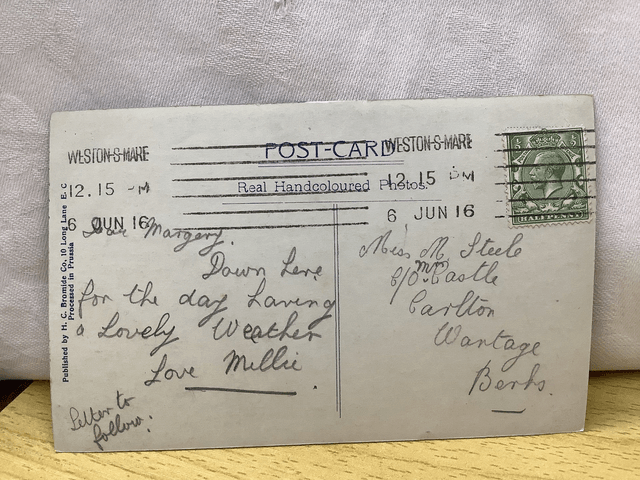 WESTON-S-MARE
12.15 PM
6 JUN 16
POST-CARD
Real Handcoloured Photos.
WESTON-S-MARE
12.15 PM
6 JUN 16
HALFPENNY
Published by H. C. Bromide Co, 10 Long Lane E. C
Processed in Prussia
Dear Margery.
Down here
for the day having
a Lovely Weather
Love Millie
Letter to
follow.
Miss M. Steele
c/o Mrs Castle
Carlton
Wantage
Berks.